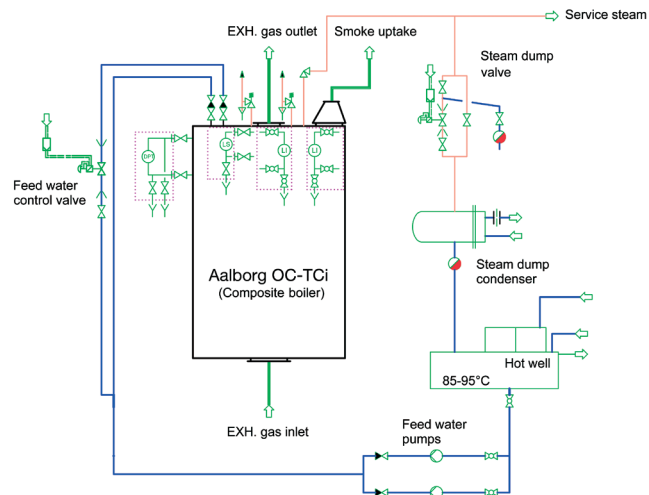 EXH. gas outlet
Smoke uptake
Service steam
Steam dump
valve
DPT
LS
LI
LI
Feed water
control valve
Aalborg OC-TCi
(Composite boiler)
Steam dump
condenser
Hot well
85-95°C
EXH. gas inlet
Feed water
pumps